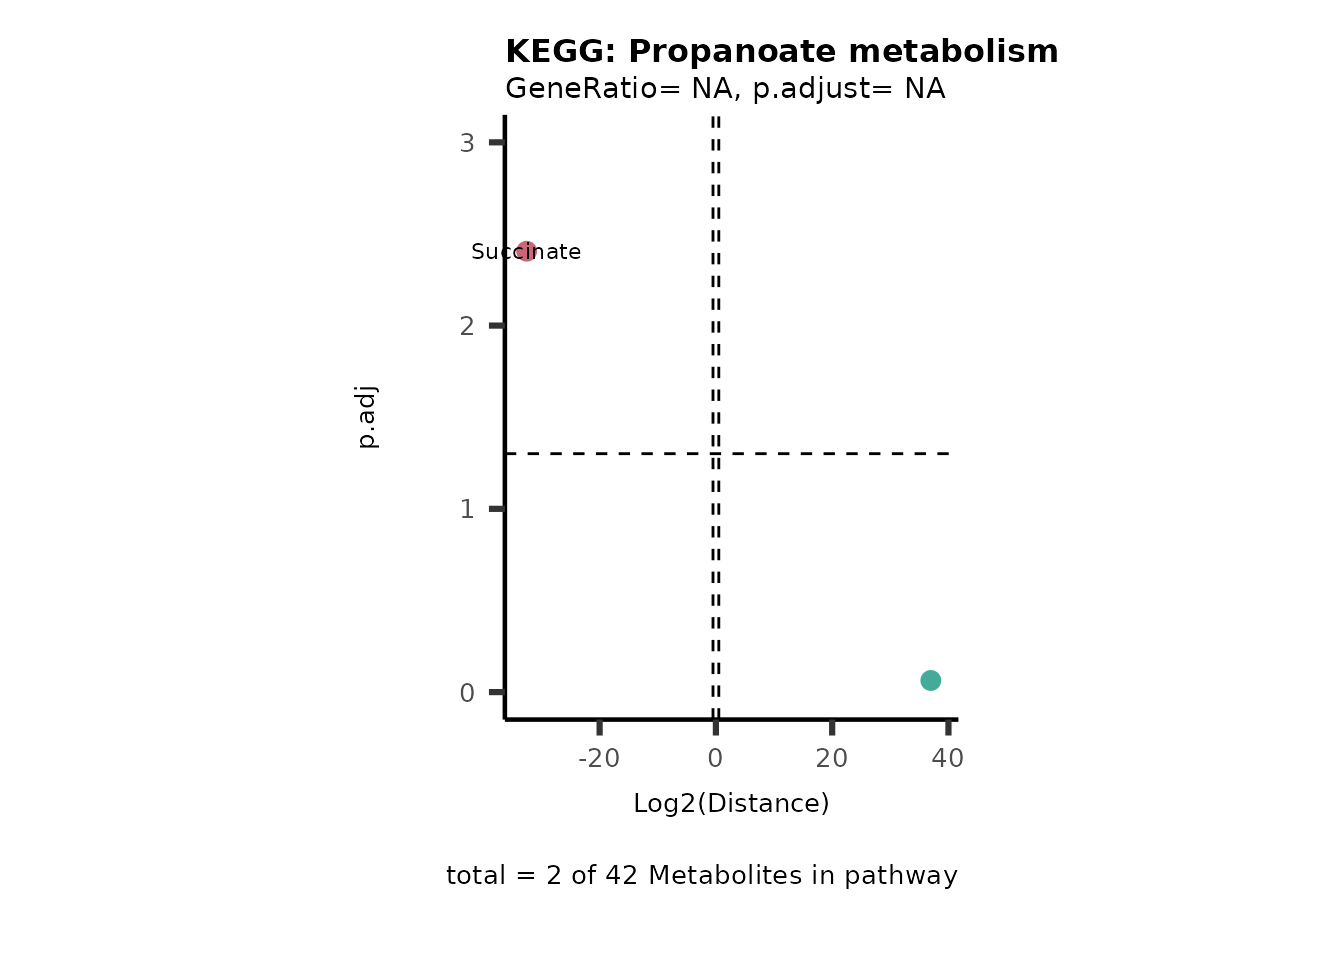 KEGG: Propanoate metabolism
GeneRatio= NA, p.adjust= NA
3
Succinate
2
p.adj
1
0
-20 0 20 40
Log2(Distance)
total = 2 of 42 Metabolites in pathway